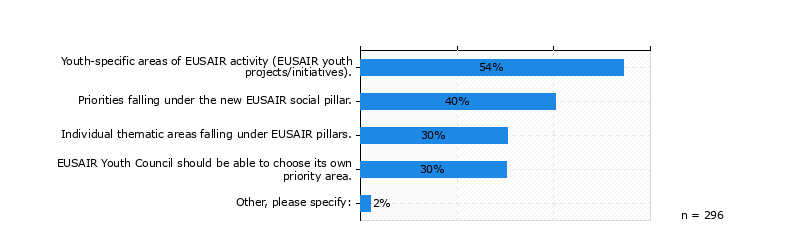 Youth-specific areas of EUSAIR activity (EUSAIR youth
projects/initiatives).
54%
Priorities falling under the new EUSAIR social pillar.
40%
Individual thematic areas falling under EUSAIR pillars.
30%
EUSAIR Youth Council should be able to choose its own
priority area.
30%
Other, please specify:
2%
n = 296